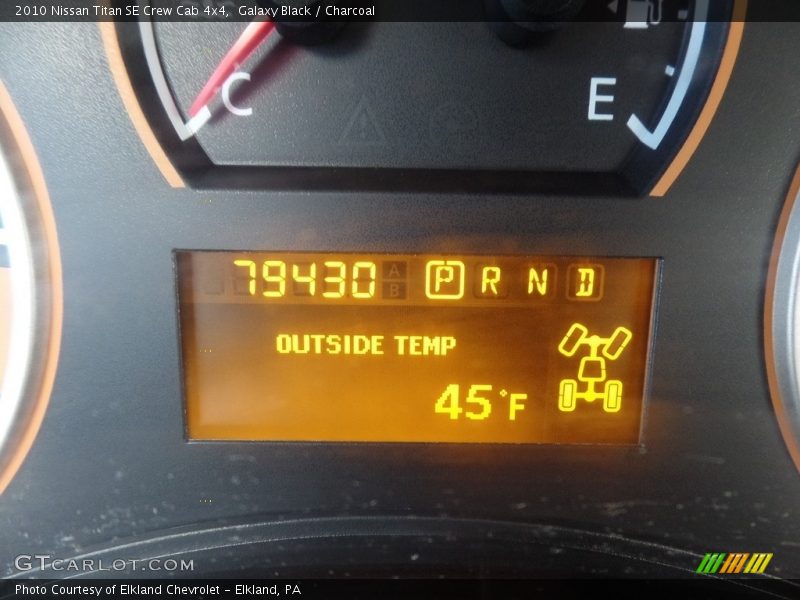 2010 Nissan Titan SE Crew Cab 4x4, Galaxy Black / Charcoal
C E
79430 A B P R N D
OUTSIDE TEMP
45°F
GTCARLOT.COM
Photo Courtesy of Elkland Chevrolet - Elkland, PA